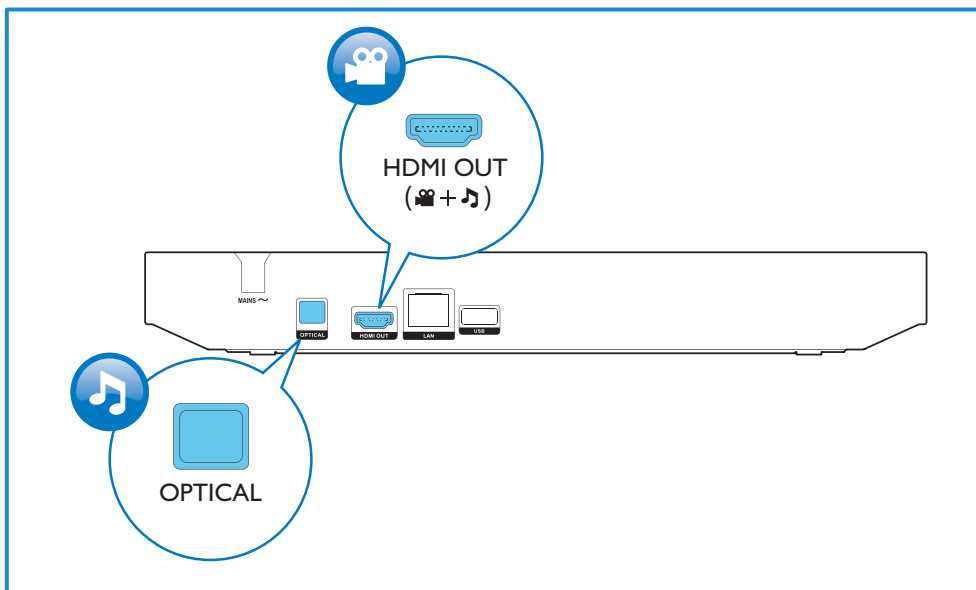 HDMI OUT
( + )
MAINS ~
OPTICAL
HDMI OUT
LAN
USB
OPTICAL